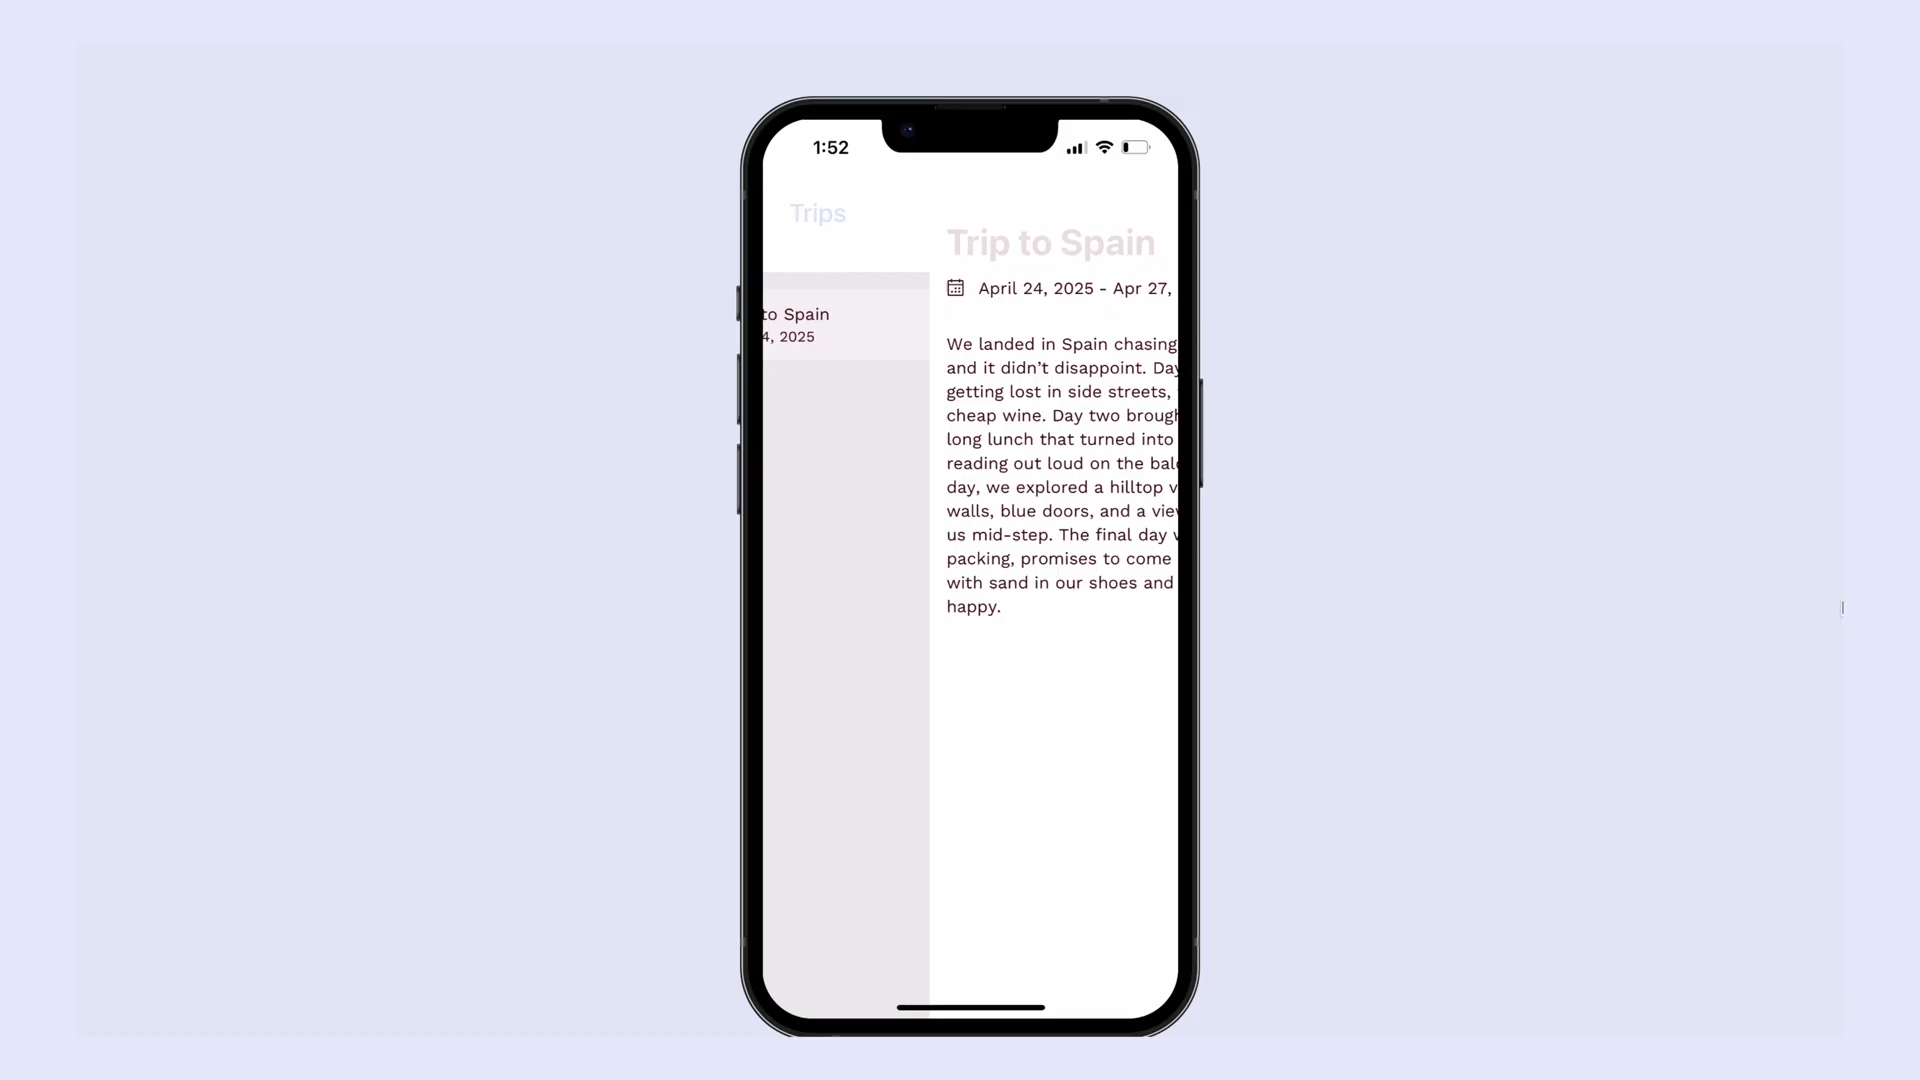 1:52
Trips
Trip to Spain
April 24, 2025 - Apr 27,
to Spain
4, 2025
We landed in Spain chasing
and it didn’t disappoint. Day
getting lost in side streets,
cheap wine. Day two brough
long lunch that turned into
reading out loud on the bal
day, we explored a hilltop v
walls, blue doors, and a vie
us mid-step. The final day w
packing, promises to come
with sand in our shoes and
happy.